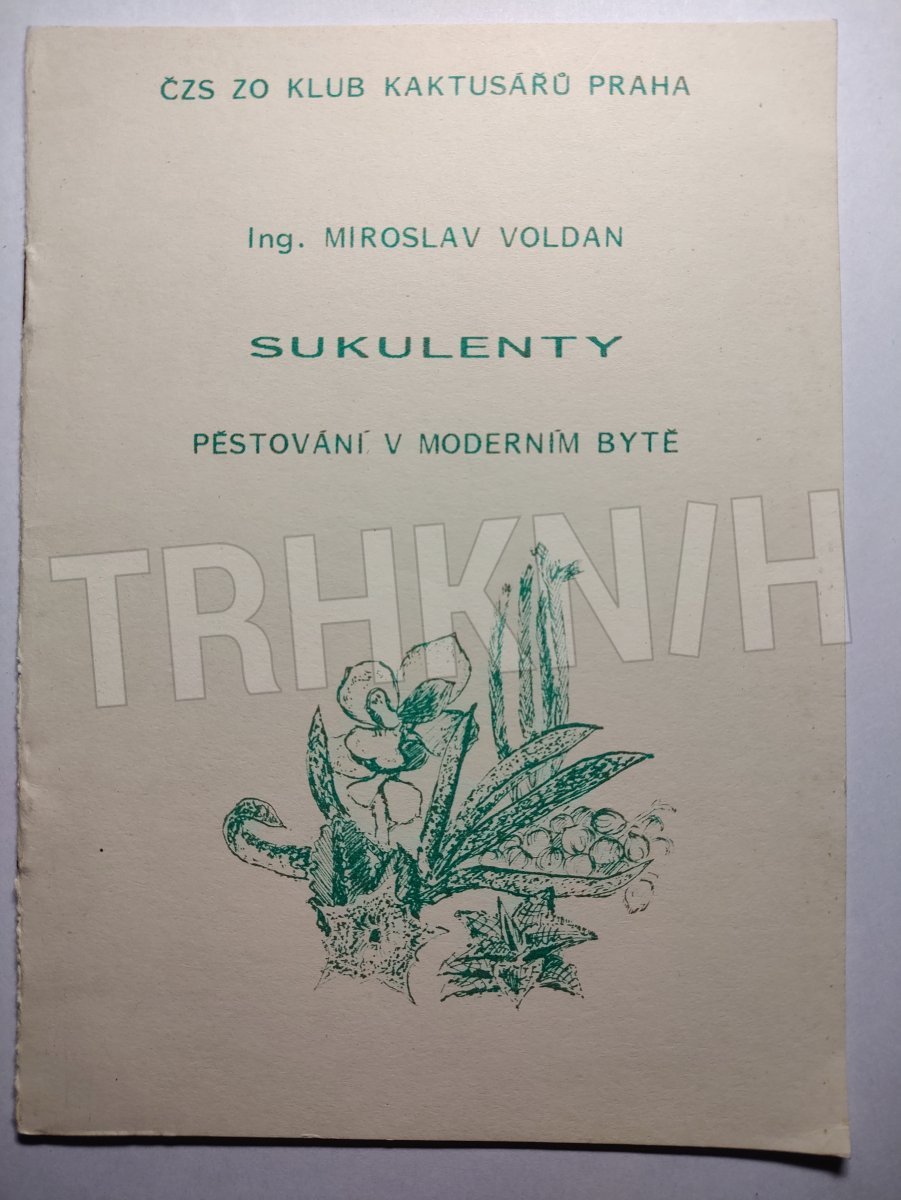 ČZS ZO KLUB KAKTUSÁŘŮ PRAHA
Ing. MIROSLAV VOLDAN
SUKULENTY
PĚSTOVÁNÍ V MODERNÍM BYTĚ
TRHKNIH